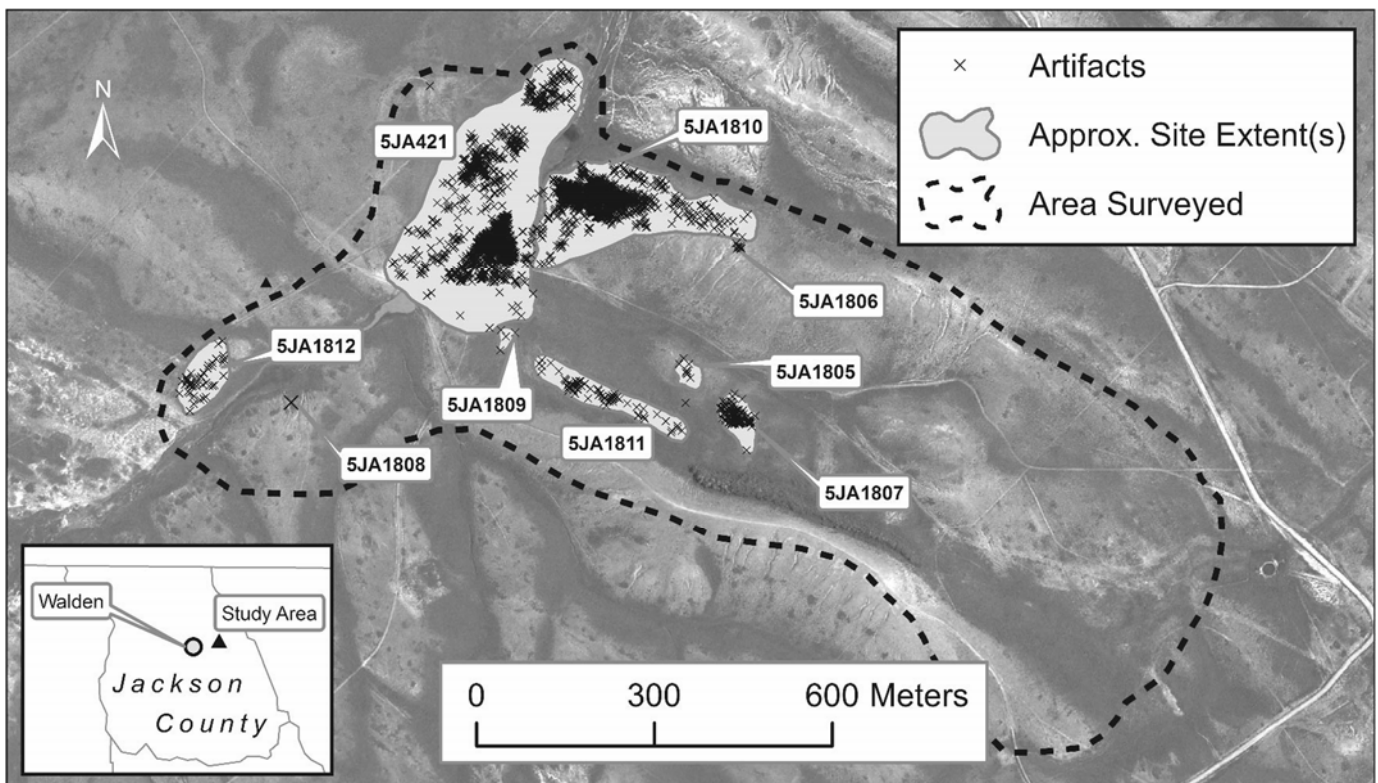 N
5JA421
5JA1810
Artifacts
Approx. Site Extent(s)
Area Surveyed
5JA1806
5JA1812
5JA1805
5JA1809
5JA1811
5JA1808
5JA1807
Walden
Study Area
Jackson
County
0 300 600 Meters